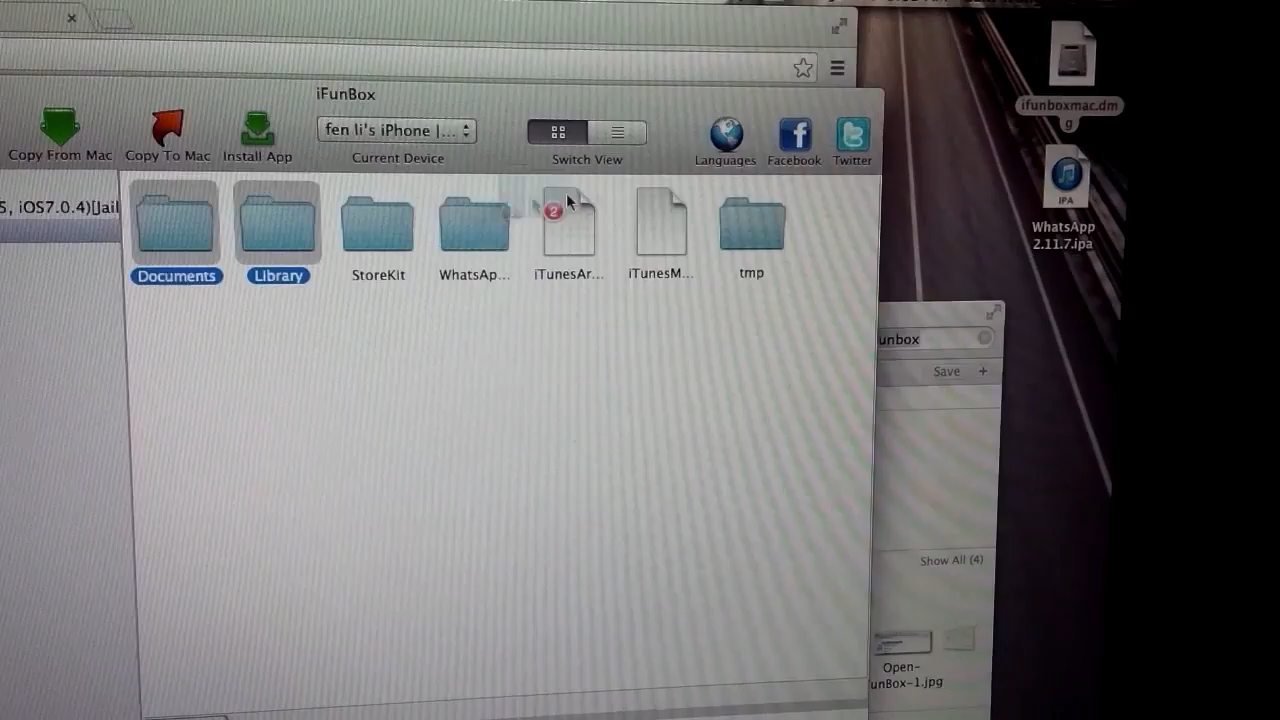 iFunBox
fen li's iPhone |...
Copy From Mac
Copy To Mac
Install App
Current Device
Switch View
Languages
Facebook
Twitter
5, iOS7.0.4)[Jail
Documents
Library
StoreKit
WhatsAp...
2
iTunesAr...
iTunesM...
tmp
ifunboxmac.dm
g
IPA
WhatsApp
2.11.7.ipa
unbox
Save +
Show All (4)
Open-
unBox-1.jpg